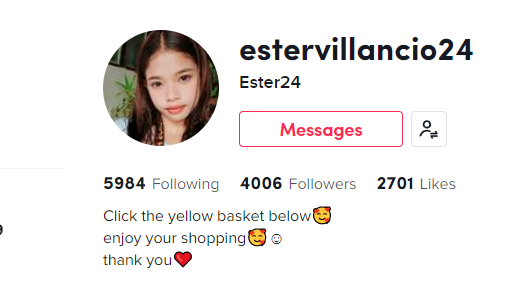 estervillancio24
Ester24
Messages
5984 Following 4006 Followers 2701 Likes
Click the yellow basket below🥰
enjoy your shopping🥰☺
thank you❤️
9